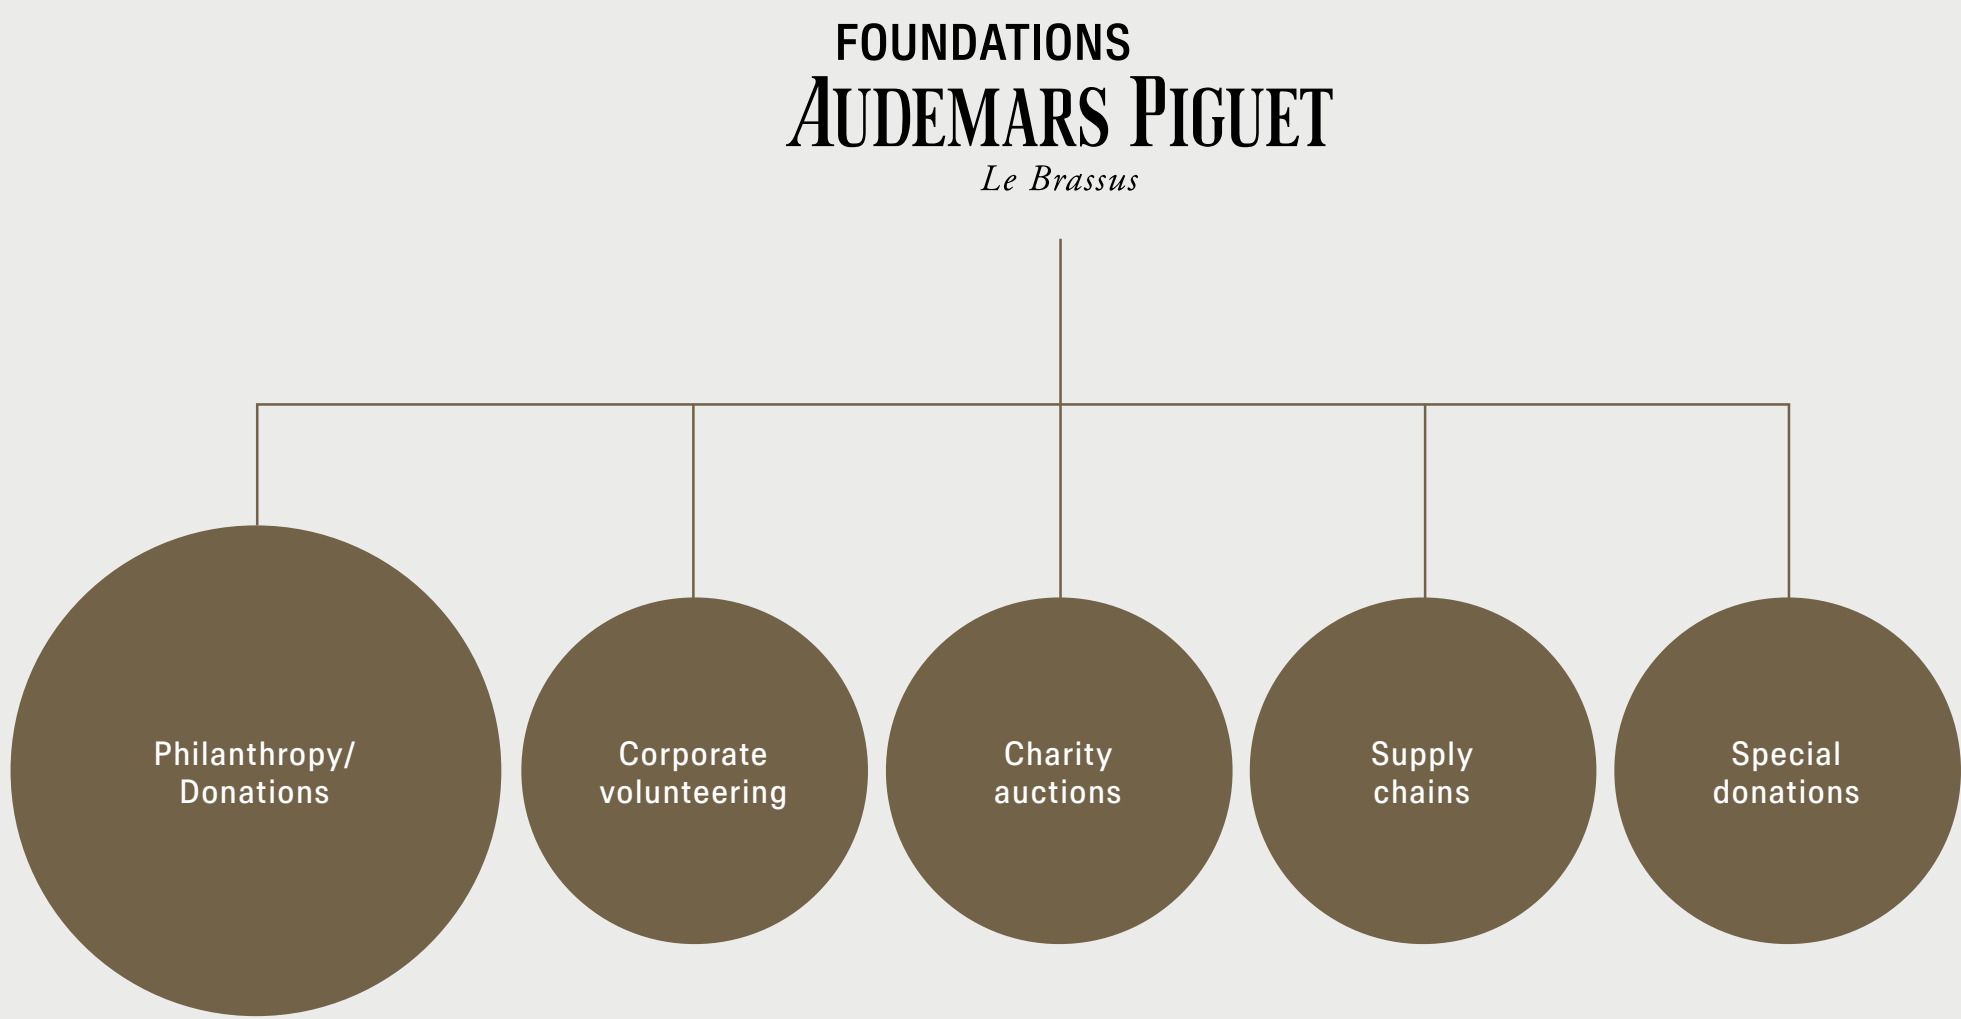 FOUNDATIONS
AUDEMARS PIGUET
Le Brassus
Philanthropy/
Donations
Corporate
volunteering
Charity
auctions
Supply
chains
Special
donations